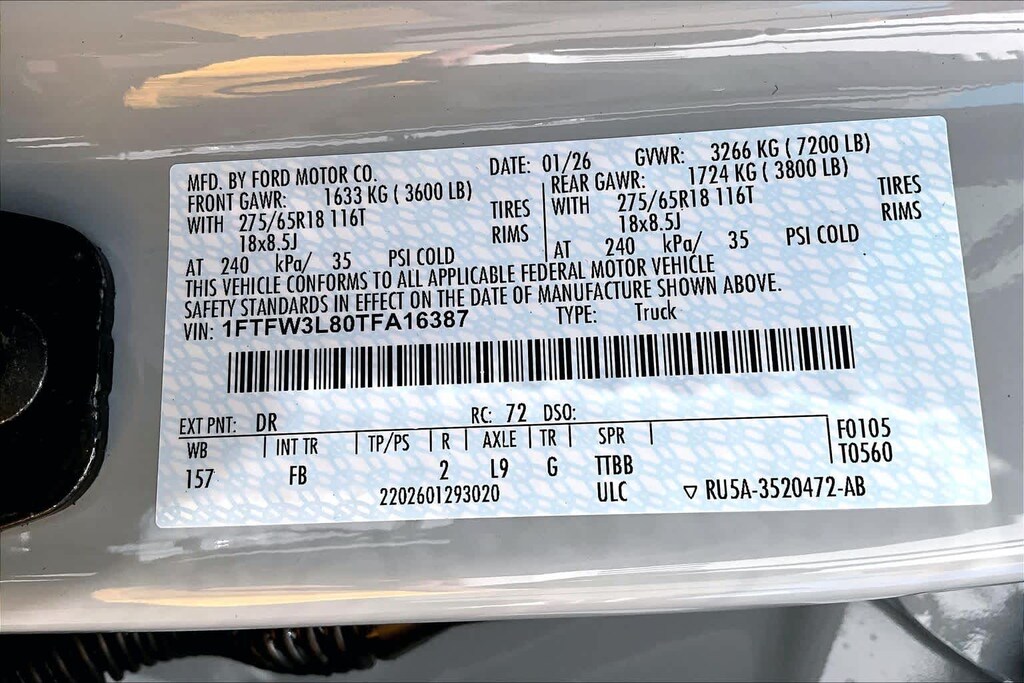 MFD. BY FORD MOTOR CO. DATE: 01/26 GVWR: 3266 KG ( 7200 LB)
FRONT GAWR: 1633 KG ( 3600 LB) REAR GAWR: 1724 KG ( 3800 LB)
WITH 275/65R18 116T TIRES WITH 275/65R18 116T TIRES
18x8.5J RIMS 18x8.5J RIMS
AT 240 kPa/ 35 PSI COLD AT 240 kPa/ 35 PSI COLD
THIS VEHICLE CONFORMS TO ALL APPLICABLE FEDERAL MOTOR VEHICLE
SAFETY STANDARDS IN EFFECT ON THE DATE OF MANUFACTURE SHOWN ABOVE.
VIN: 1FTFW3L80TFA16387 TYPE: Truck
EXT PNT: DR RC: 72 DSO:
WB INT TR TP/PS R AXLE TR SPR F0105
157 FB 2 L9 G TTBB T0560
2202601293020 ULC ▽ RU5A-3520472-AB